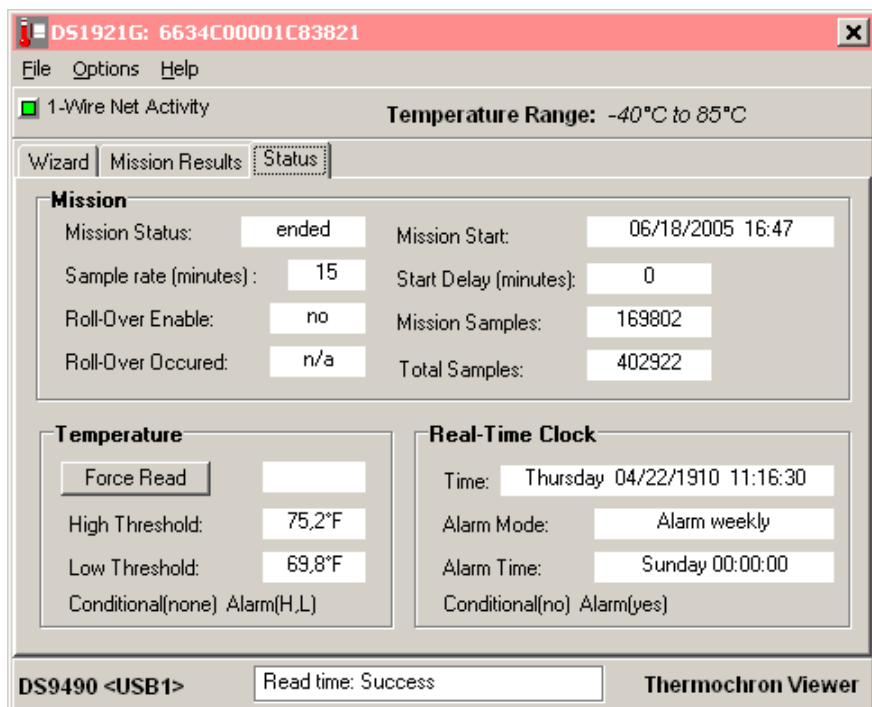 DS1921G: 6634C00001C83821
File Options Help
1-Wire Net Activity
Temperature Range: -40°C to 85°C
Wizard Mission Results Status
Mission
Mission Status: ended Mission Start: 06/18/2005 16:47
Sample rate (minutes) : 15 Start Delay (minutes): 0
Roll-Over Enable: no Mission Samples: 169802
Roll-Over Occured: n/a Total Samples: 402922
Temperature
Force Read
High Threshold: 75,2°F
Low Threshold: 69,8°F
Conditional(none) Alarm(H,L)
Real-Time Clock
Time: Thursday 04/22/1910 11:16:30
Alarm Mode: Alarm weekly
Alarm Time: Sunday 00:00:00
Conditional(no) Alarm(yes)
DS9490 <USB1> Read time: Success Thermochron Viewer